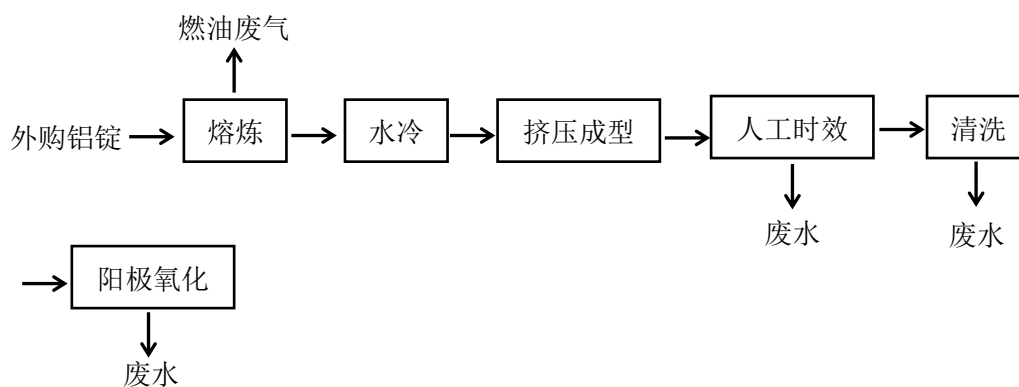 燃油废气
外购铝锭
熔炼
水冷
挤压成型
人工时效
清洗
废水
废水
阳极氧化
废水